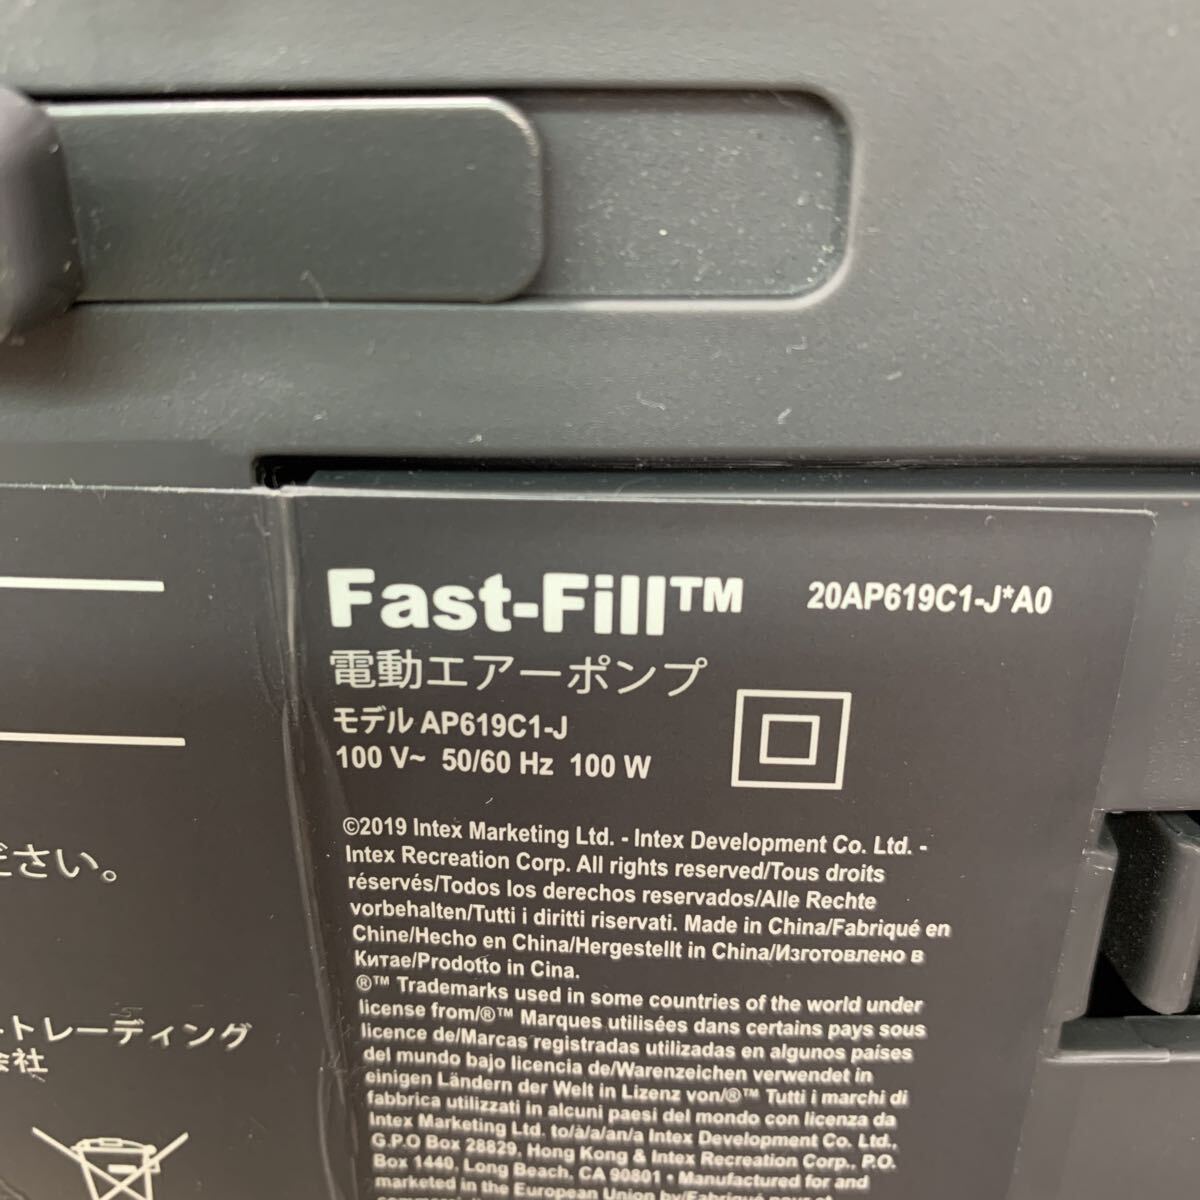 Fast-Fill™ 20AP619C1-J*A0
電動エアーポンプ
モデル AP619C1-J
100 V~ 50/60 Hz 100 W
©2019 Intex Marketing Ltd. - Intex Development Co. Ltd. -
Intex Recreation Corp. All rights reserved/Tous droits
réservés/Todos los derechos reservados/Alle Rechte
vorbehalten/Tutti i diritti riservati. Made in China/Fabriqué en
Chine/Hecho en China/Hergestellt in China/Изготовлено в
Китае/Prodotto in Cina.
®™ Trademarks used in some countries of the world under
license from/®™ Marques utilisées dans certains pays sous
licence de/Marcas registradas utilizadas en algunos países
del mundo bajo licencia de/Warenzeichen verwendet in
einigen Ländern der Welt in Lizenz von/®™ Tutti i marchi di
fabbrica utilizzati in alcuni paesi del mondo con licenza da
Intex Marketing Ltd. to/à/a/an/a Intex Development Co. Ltd.,
G.P.O Box 28829, Hong Kong & Intex Recreation Corp., P.O.
Box 1440, Long Beach, CA 90801 • Manufactured for and
marketed in the European Union by/Fabriqué pour et
ださい。
トレーディング
会社